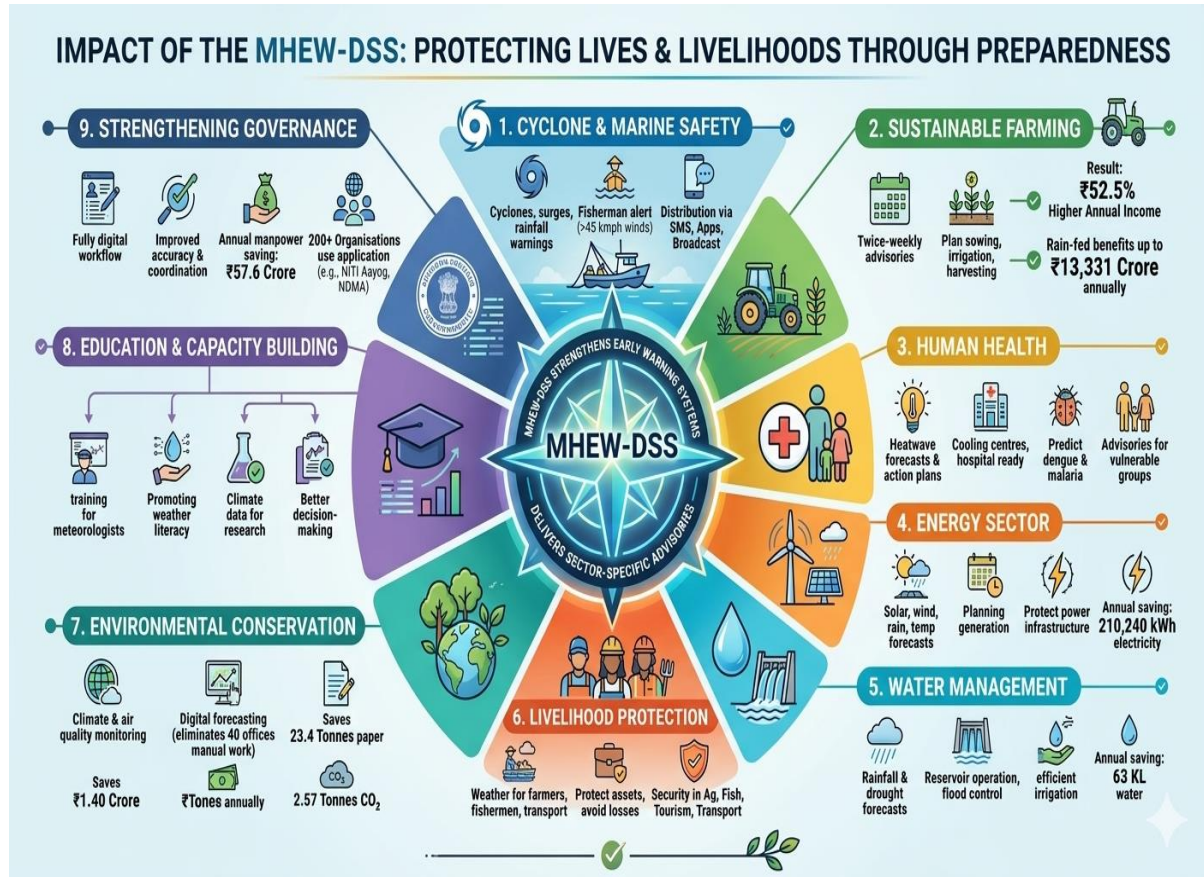 IMPACT OF THE MHEW-DSS: PROTECTING LIVES & LIVELIHOODS THROUGH PREPAREDNESS
1. CYCLONE & MARINE SAFETY
Cyclones, surges,
rainfall
warnings
Fisherman alert
(>45 kmph winds)
Distribution via
SMS, Apps,
Broadcast
2. SUSTAINABLE FARMING
Twice-weekly
advisories
Plan sowing,
irrigation,
harvesting
Result:
₹52.5%
Higher Annual Income
Rain-fed benefits up to
₹13,331 Crore
annually
3. HUMAN HEALTH
Heatwave
forecasts &
action plans
Cooling centres,
hospital ready
Predict
dengue &
malaria
Advisories for
vulnerable
groups
4. ENERGY SECTOR
Solar, wind,
rain, temp
forecasts
Planning
generation
Protect power
infrastructure
Annual saving:
210,240 kWh
electricity
5. WATER MANAGEMENT
Rainfall &
drought
forecasts
Reservoir operation,
flood control
efficient
irrigation
Annual saving:
63 KL
water
6. LIVELIHOOD PROTECTION
Weather for farmers,
fishermen, transport
Protect assets,
avoid losses
Security in Ag, Fish,
Tourism, Transport
7. ENVIRONMENTAL CONSERVATION
Climate & air
quality monitoring
Digital forecasting
(eliminates 40 offices
manual work)
Saves
23.4 Tonnes paper
Saves
₹1.40 Crore
₹Tones annually
CO₂
2.57 Tonnes CO₂
8. EDUCATION & CAPACITY BUILDING
training
for
meteorologists
Promoting
weather
literacy
Climate
data for
research
Better
decision-
making
9. STRENGTHENING GOVERNANCE
Fully digital
workflow
Improved
accuracy &
coordination
Annual manpower
saving:
₹57.6 Crore
200+ Organisations
use application
(e.g., NITI Aayog,
NDMA)
MHEW-DSS STRENGTHENS EARLY WARNING SYSTEMS
MHEW-DSS
DELIVERS SECTOR-SPECIFIC ADVISORIES